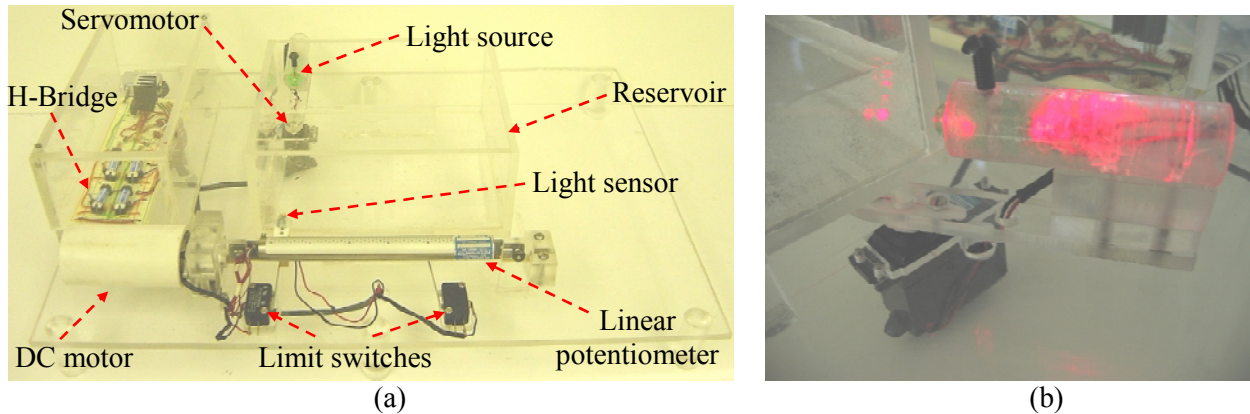 Servomotor
Light source
H-Bridge
Reservoir
Light sensor
DC motor
Limit switches
Linear
potentiometer
(a)
(b)